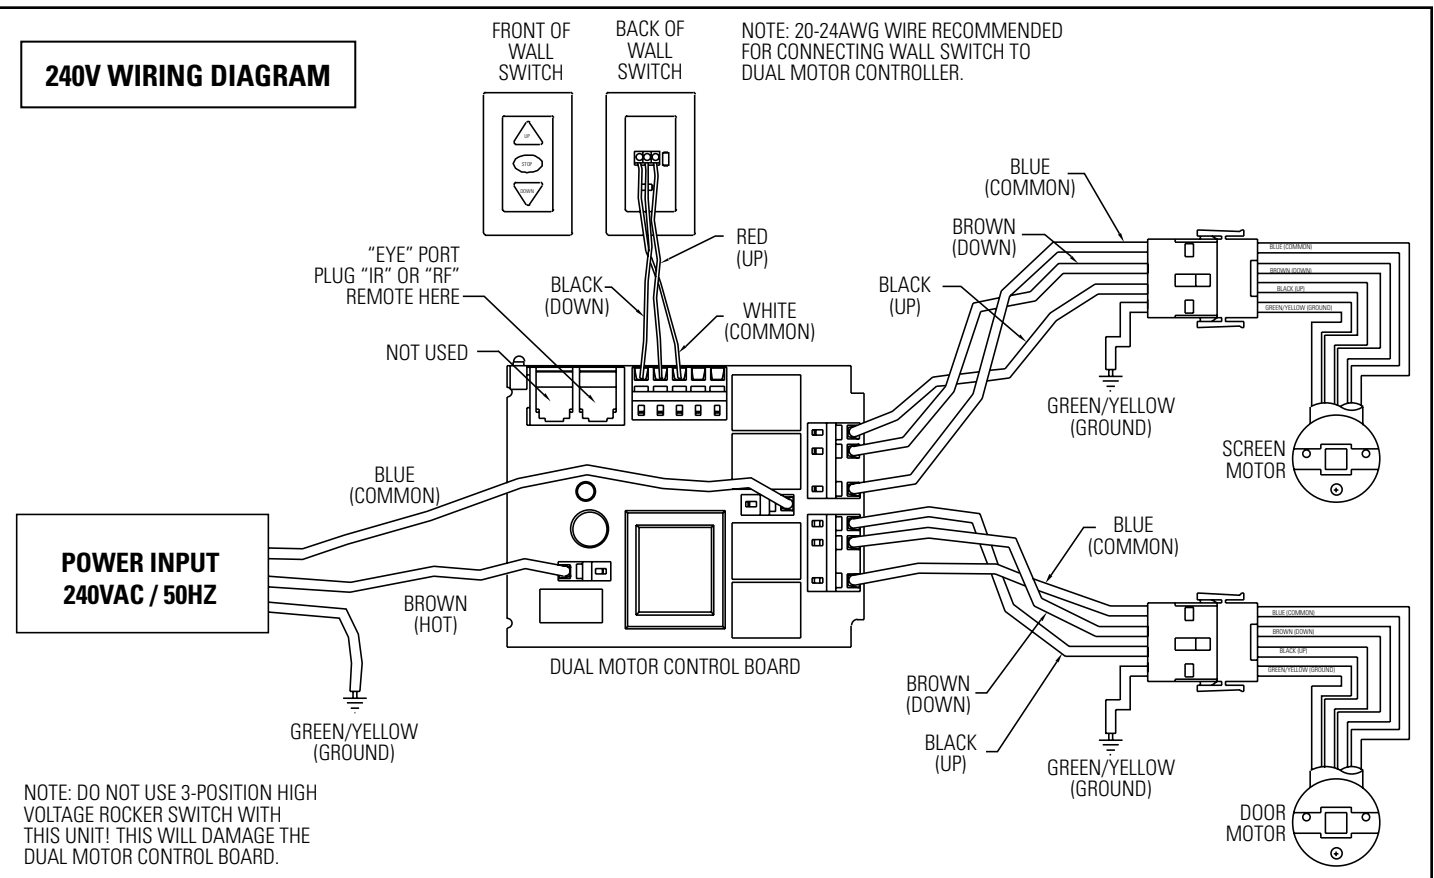 240V WIRING DIAGRAM
FRONT OF
WALL
SWITCH
BACK OF
WALL
SWITCH
NOTE: 20-24AWG WIRE RECOMMENDED
FOR CONNECTING WALL SWITCH TO
DUAL MOTOR CONTROLLER.
UP
STOP
DOWN
"EYE" PORT
PLUG "IR" OR "RF"
REMOTE HERE
NOT USED
BLACK
(DOWN)
RED
(UP)
WHITE
(COMMON)
BLUE
(COMMON)
BROWN
(DOWN)
BLACK
(UP)
BLUE (COMMON)
BROWN (DOWN)
BLACK (UP)
GREEN/YELLOW (GROUND)
GREEN/YELLOW
(GROUND)
SCREEN
MOTOR
BLUE
(COMMON)
POWER INPUT
240VAC / 50HZ
BROWN
(HOT)
GREEN/YELLOW
(GROUND)
DUAL MOTOR CONTROL BOARD
BLUE
(COMMON)
BROWN
(DOWN)
BLACK
(UP)
BLUE (COMMON)
BROWN (DOWN)
BLACK (UP)
GREEN/YELLOW (GROUND)
GREEN/YELLOW
(GROUND)
DOOR
MOTOR
NOTE: DO NOT USE 3-POSITION HIGH
VOLTAGE ROCKER SWITCH WITH
THIS UNIT! THIS WILL DAMAGE THE
DUAL MOTOR CONTROL BOARD.